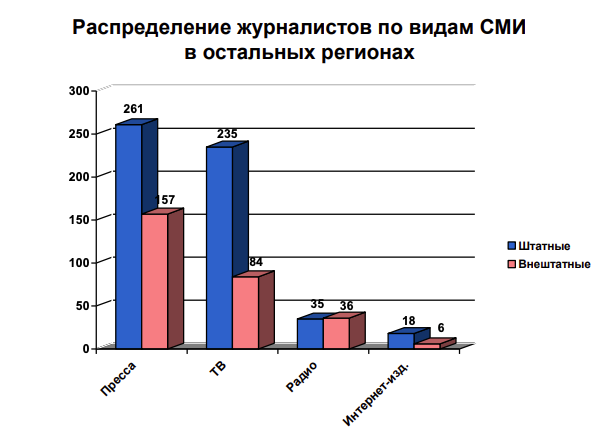 Распределение журналистов по видам СМИ
в остальных регионах
300
250
200
150
100
50
0
261
157
235
84
35
36
18
6
Пресса
ТВ
Радио
Интернет-изд.
Штатные
Внештатные